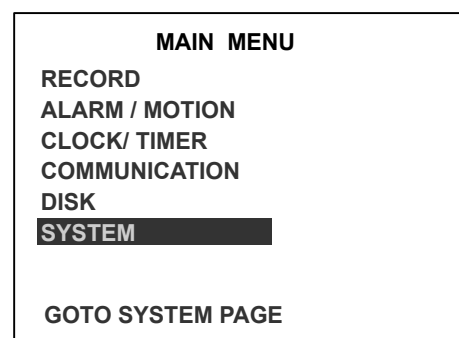 MAIN MENU
RECORD
ALARM / MOTION
CLOCK/ TIMER
COMMUNICATION
DISK
SYSTEM
GOTO SYSTEM PAGE